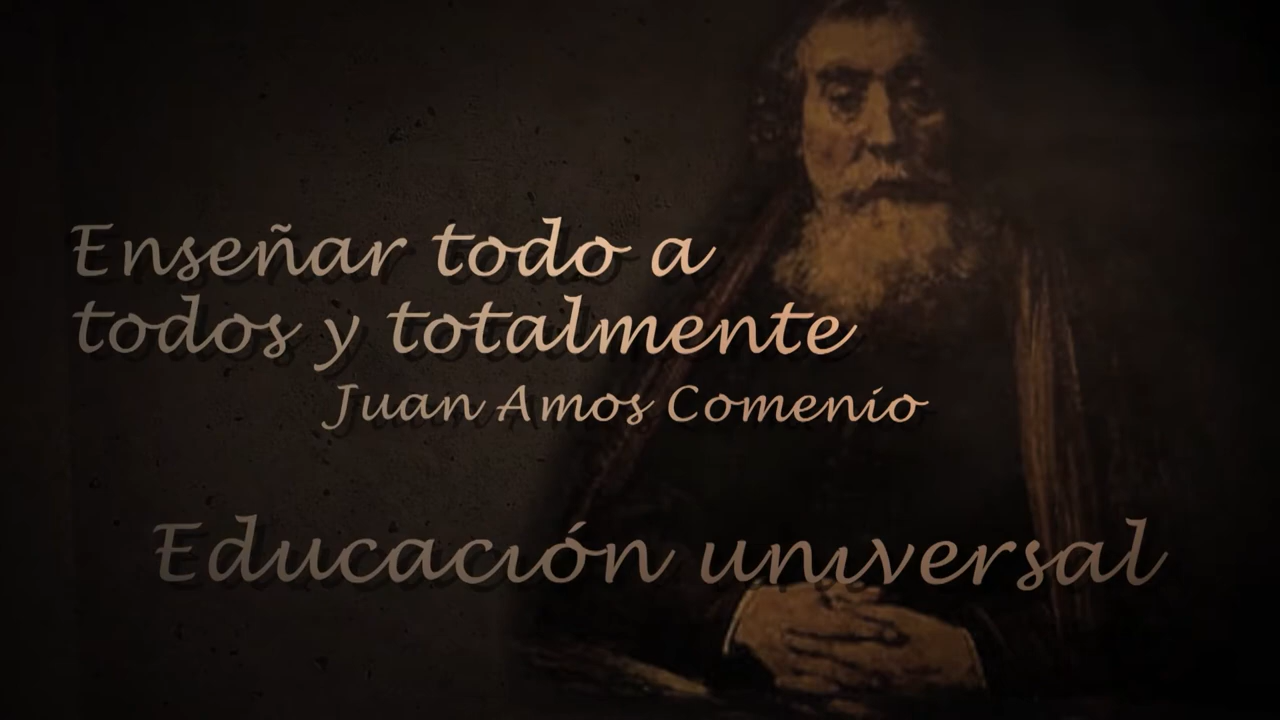 Enseñar todo a
todos y totalmente
Juan Amos Comenio
Educación universal